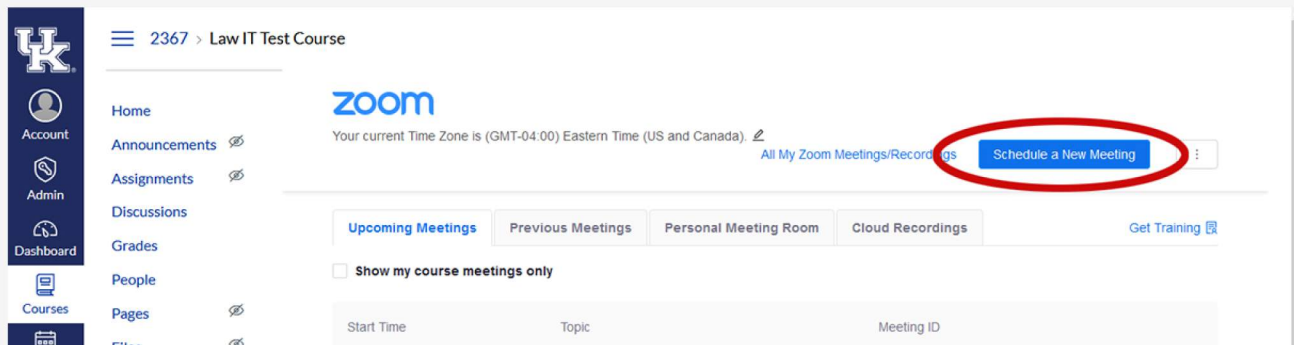 UK
2367 > Law IT Test Course
Account
Admin
Dashboard
Courses
Home
Announcements
Assignments
Discussions
Grades
People
Pages
Files
zoom
Your current Time Zone is (GMT-04:00) Eastern Time (US and Canada).
All My Zoom Meetings/Recordings
Schedule a New Meeting
Upcoming Meetings
Previous Meetings
Personal Meeting Room
Cloud Recordings
Get Training
Show my course meetings only
Start Time
Topic
Meeting ID